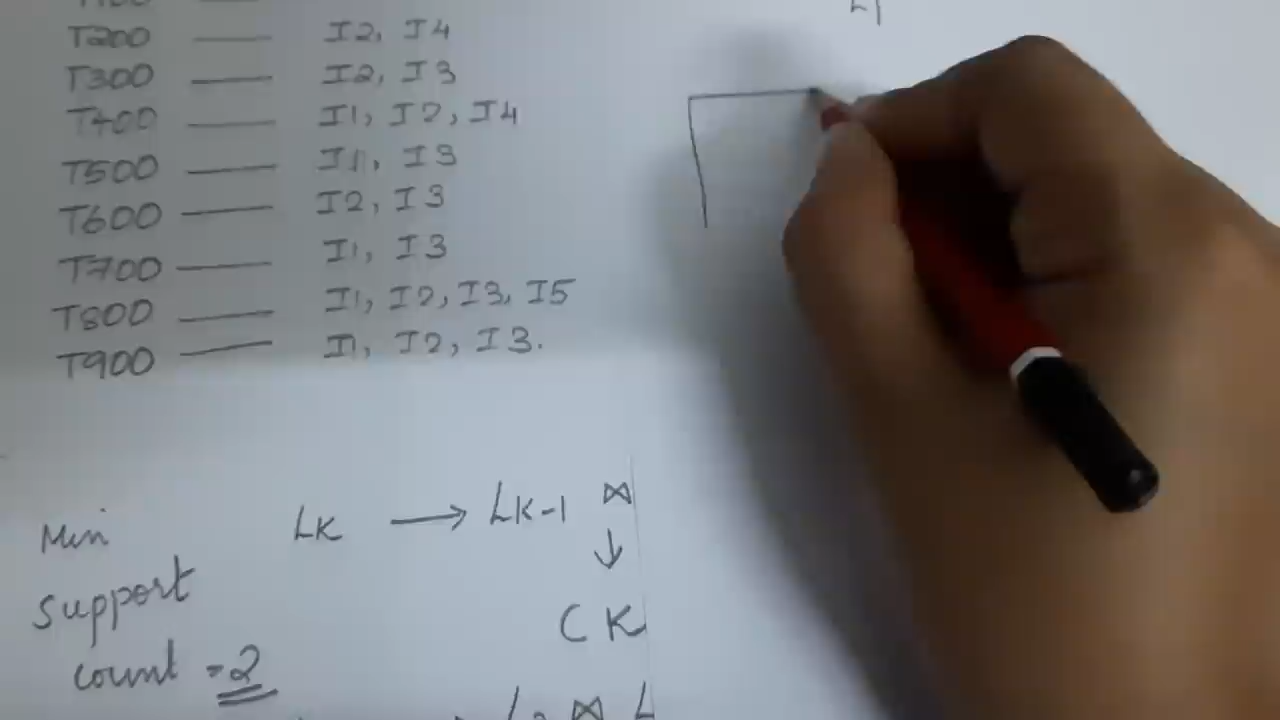 T200 —— I2, I4
T300 —— I2, I3
T400 —— I1, I2, I4
T500 —— I1, I3
T600 —— I2, I3
T700 —— I1, I3
T800 —— I1, I2, I3, I5
T900 —— I1, I2, I3.
Min
Support
count = 2
LK → LK-1 ⋈
↓
CK